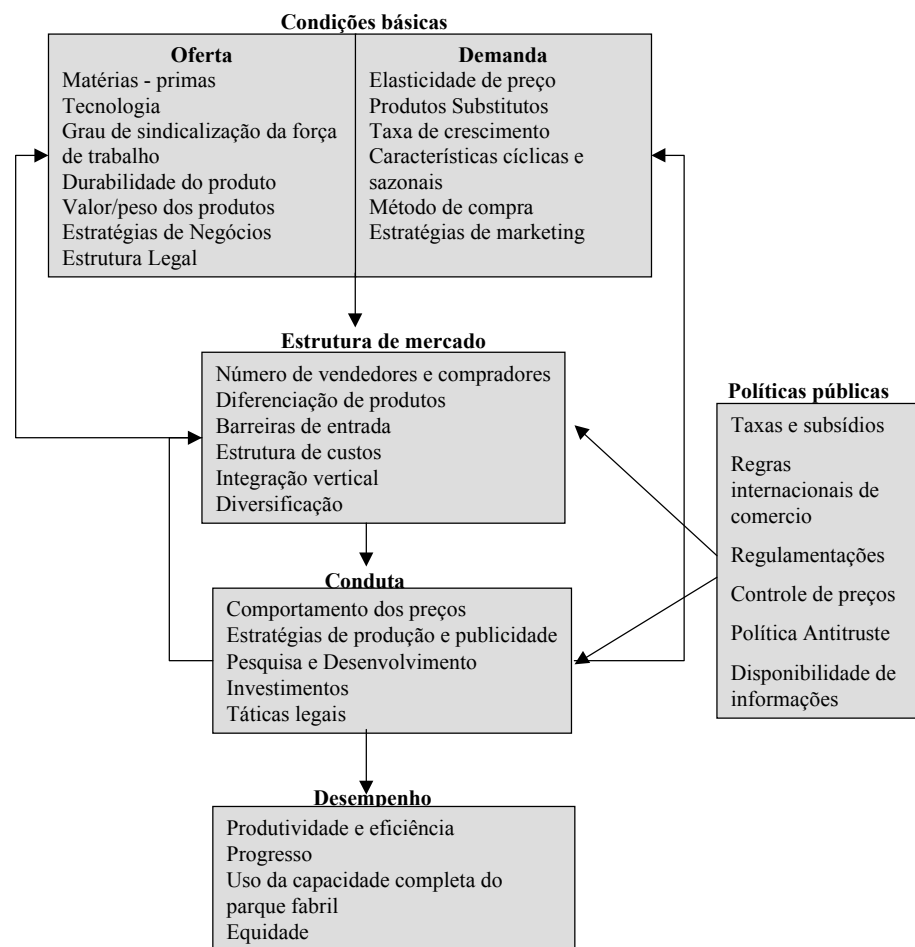 Condições básicas
Oferta
Matérias - primas
Tecnologia
Grau de sindicalização da força
de trabalho
Durabilidade do produto
Valor/peso dos produtos
Estratégias de Negócios
Estrutura Legal
Demanda
Elasticidade de preço
Produtos Substitutos
Taxa de crescimento
Características cíclicas e
sazonais
Método de compra
Estratégias de marketing
Estrutura de mercado
Número de vendedores e compradores
Diferenciação de produtos
Barreiras de entrada
Estrutura de custos
Integração vertical
Diversificação
Políticas públicas
Taxas e subsídios
Regras
internacionais de
comercio
Regulamentações
Controle de preços
Política Antitruste
Disponibilidade de
informações
Conduta
Comportamento dos preços
Estratégias de produção e publicidade
Pesquisa e Desenvolvimento
Investimentos
Táticas legais
Desempenho
Produtividade e eficiência
Progresso
Uso da capacidade completa do
parque fabril
Equidade